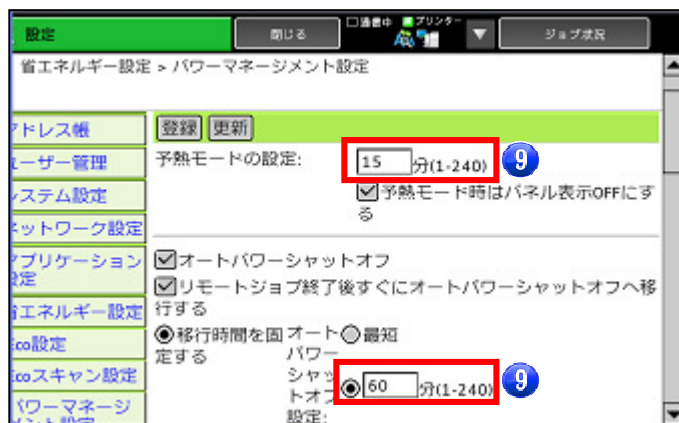 設定
閉じる
通信中
プリンター
ジョブ状況
省エネルギー設定 > パワーマネージメント設定
アドレス帳
ユーザー管理
システム設定
ネットワーク設定
アプリケーション
設定
省エネルギー設定
Eco設定
Ecoスキャン設定
パワーマネージ
メント設定
登録 更新
予熱モードの設定: 15 分(1-240) 9
予熱モード時はパネル表示OFFにす
る
オートパワーシャットオフ
リモートジョブ終了後すぐにオートパワーシャットオフへ移
行する
移行時間を固
定する
オート
パワー
シャッ
トオフ
設定:
最短
60 分(1-240) 9